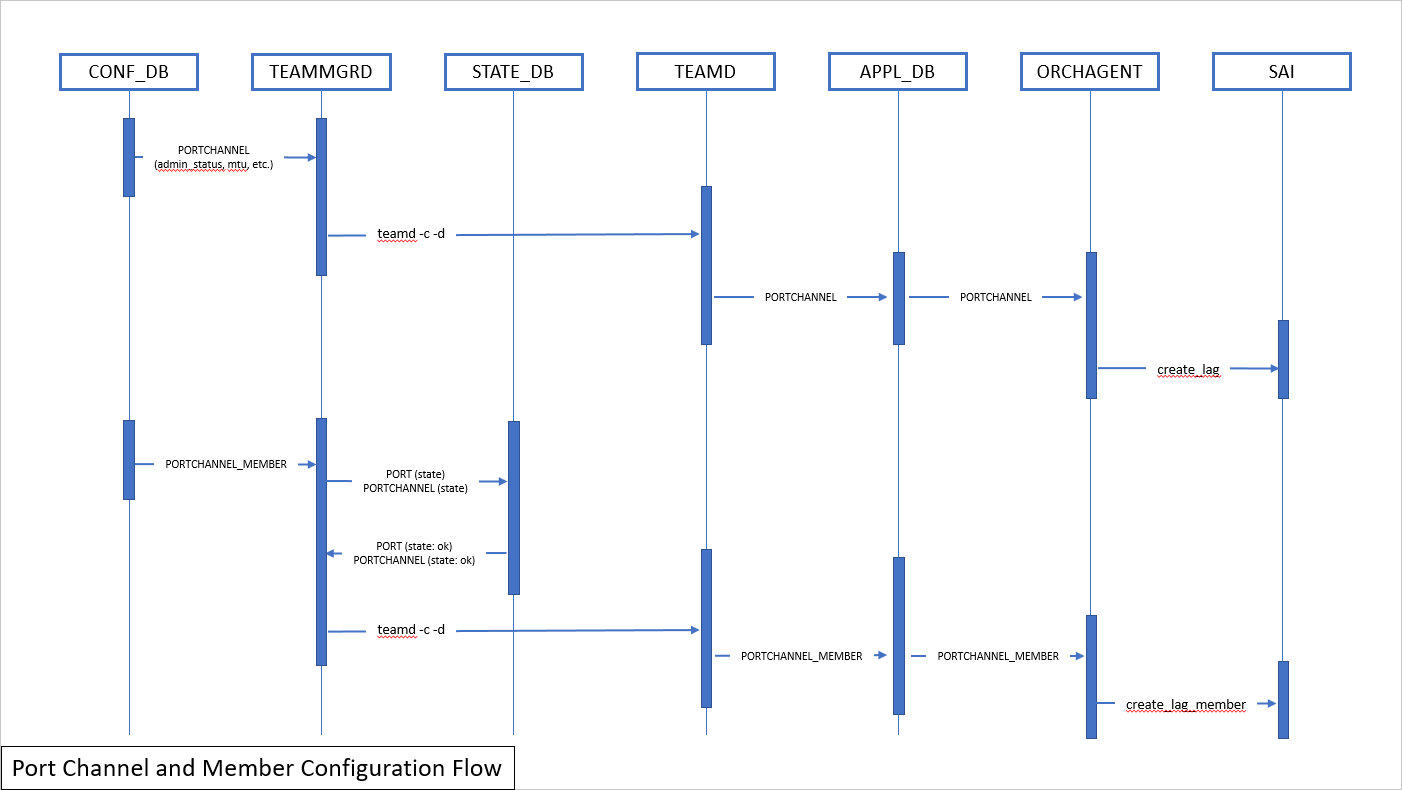 CONF_DB
TEAMMGRD
STATE_DB
TEAMD
APPL_DB
ORCHAGENT
SAI
PORTCHANNEL
(admin_status, mtu, etc.)
teamd -c -d
PORTCHANNEL
PORTCHANNEL
create_lag
PORTCHANNEL_MEMBER
PORT (state)
PORTCHANNEL (state)
PORT (state: ok)
PORTCHANNEL (state: ok)
teamd -c -d
PORTCHANNEL_MEMBER
PORTCHANNEL_MEMBER
create_lag_member
Port Channel and Member Configuration Flow